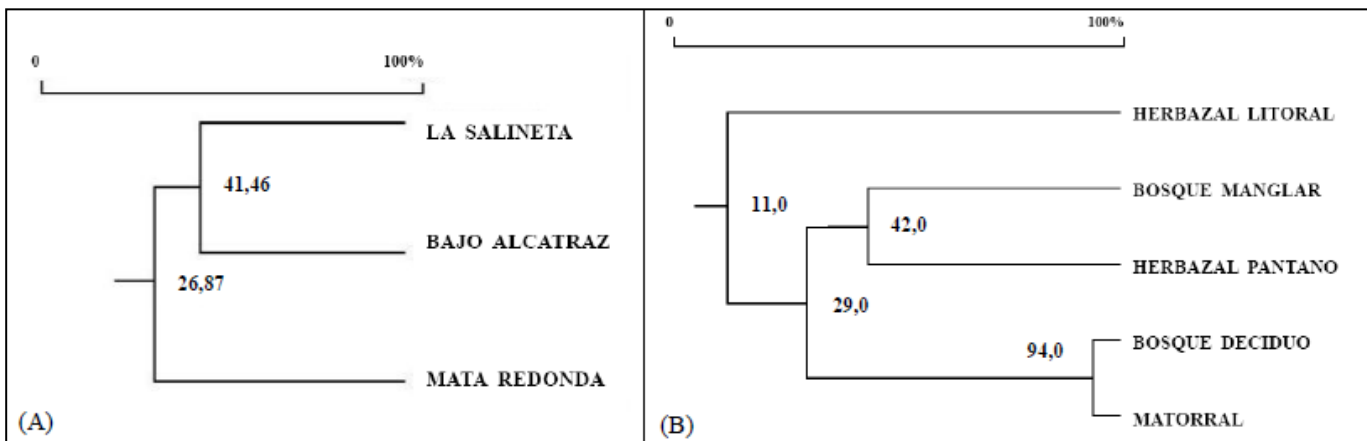 0 100%
LA SALINETA
41,46
BAJO ALCATRAZ
26,87
MATA REDONDA
(A)
0 100%
HERBAZAL LITORAL
BOSQUE MANGLAR
11,0
42,0
HERBAZAL PANTANO
29,0
BOSQUE DECIDUO
94,0
MATORRAL
(B)